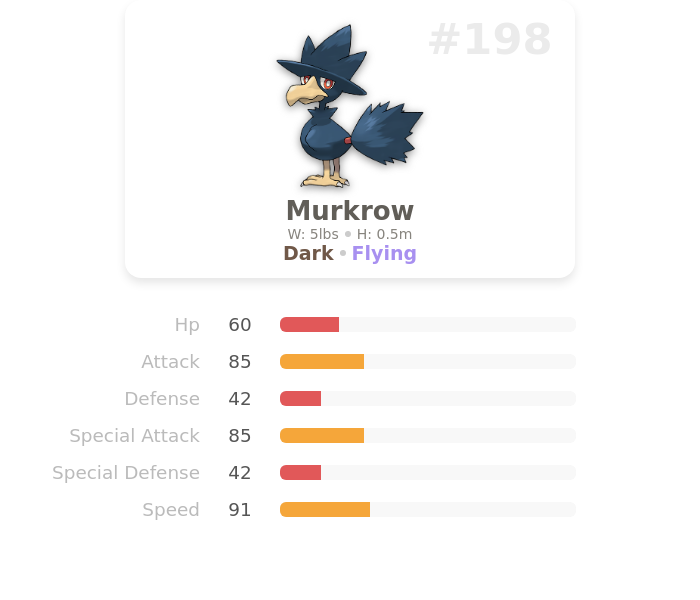 #198
Murkrow
W: 5lbs • H: 0.5m
Dark • Flying
Hp 60
Attack 85
Defense 42
Special Attack 85
Special Defense 42
Speed 91